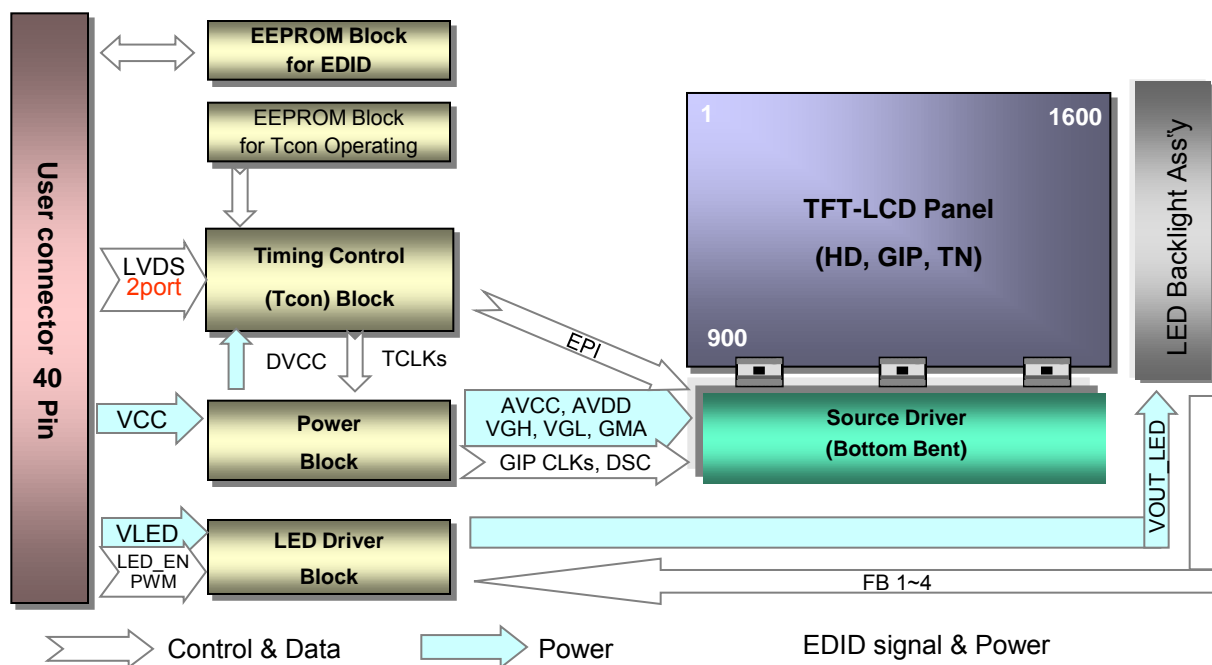 User connector 40 Pin
EEPROM Block
for EDID
EEPROM Block
for Tcon Operating
LVDS
2port
Timing Control
(Tcon) Block
DVCC
TCLKs
EPI
VCC
Power
Block
AVCC, AVDD
VGH, VGL, GMA
GIP CLKs, DSC
1
1600
TFT-LCD Panel
(HD, GIP, TN)
900
Source Driver
(Bottom Bent)
LED Backlight Ass‟y
VOUT_LED
VLED
LED_EN
PWM
LED Driver
Block
FB 1~4
Control & Data
Power
EDID signal & Power